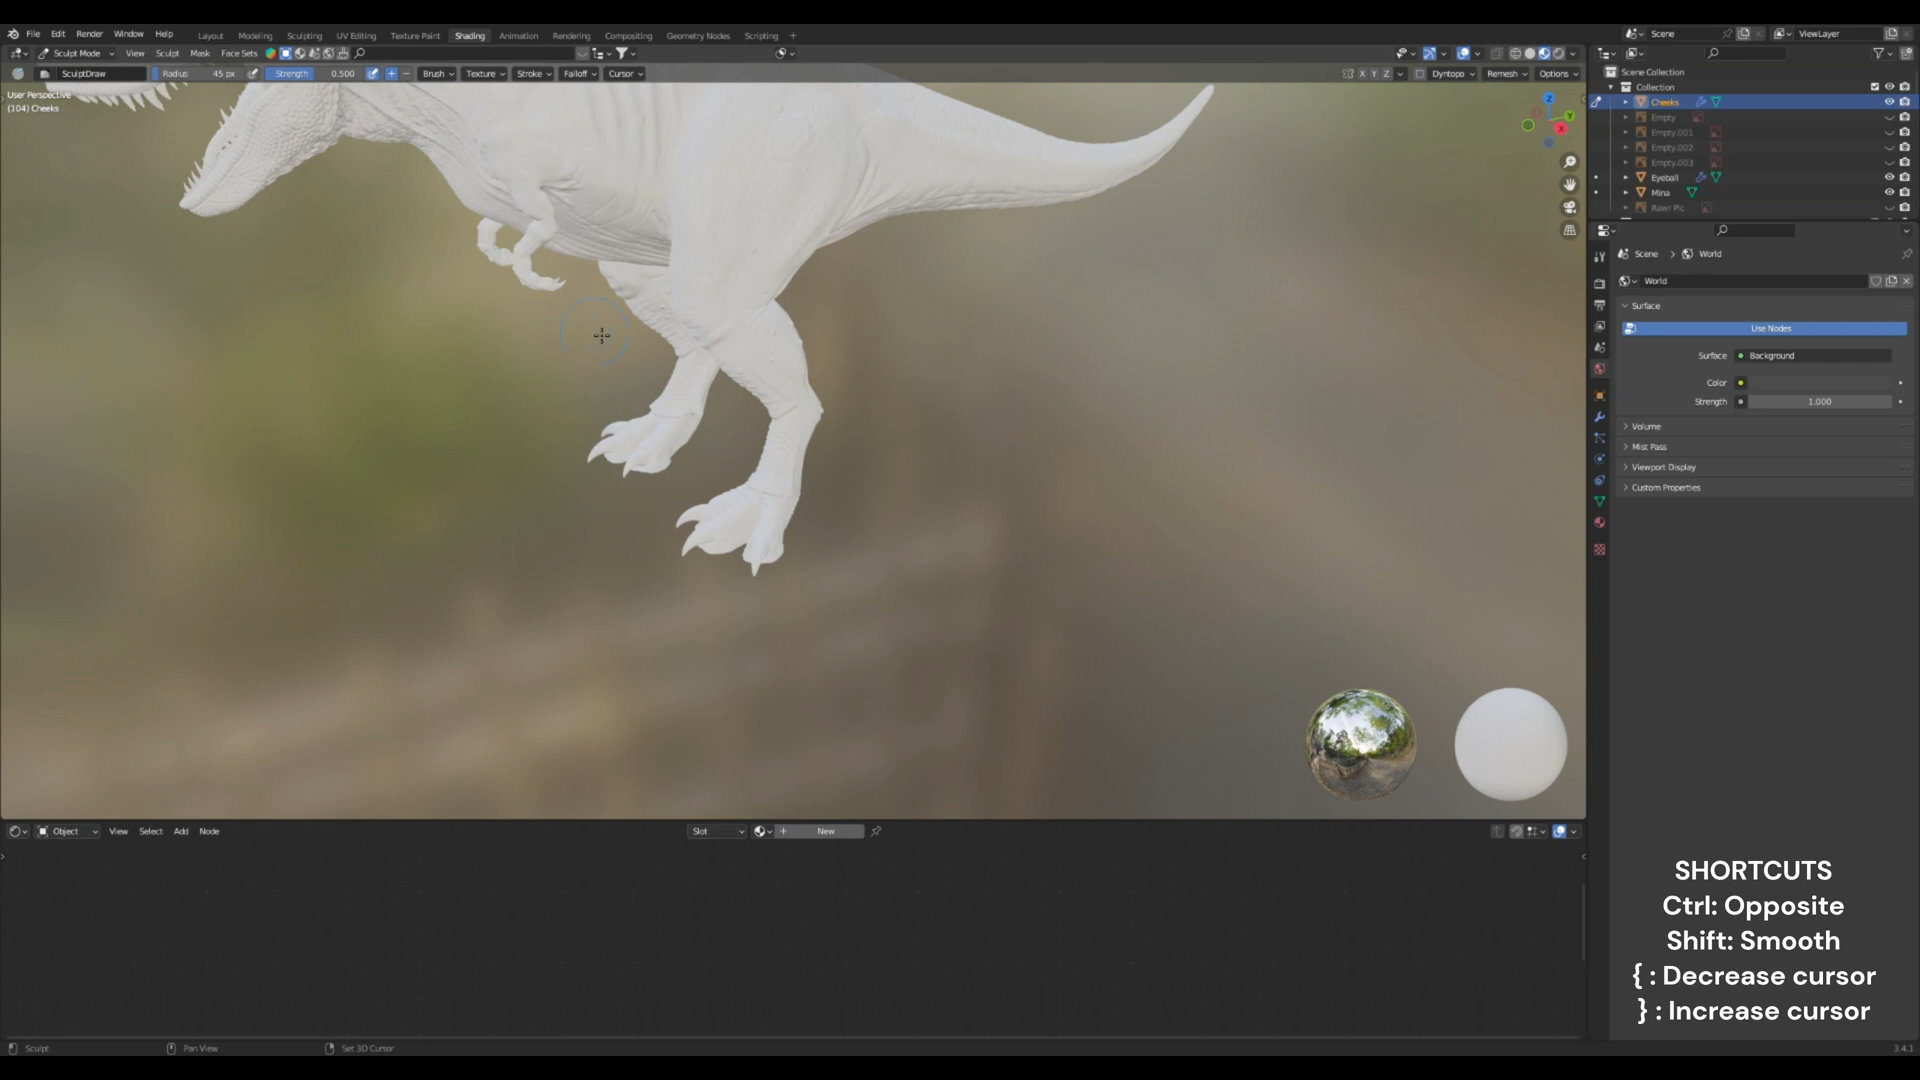 File Edit Render Window Help Layout Modeling Sculpting UV Editing Texture Paint Shading Animation Rendering Compositing Geometry Nodes Scripting + Scene ViewLayer
Sculpt Mode View Sculpt Mask Face Sets
SculptDraw Radius 45 px Strength 0.500 + − Brush Texture Stroke Falloff Cursor X Y Z Dyntopo Remesh Options
User Perspective
(104) Cheeks
Z
Y
X
Scene Collection
Collection
Cheeks
Empty
Empty.001
Empty.002
Empty.003
Eyeball
Mina
Rawr Pic
Scene > World
World
Surface
Use Nodes
Surface Background
Color
Strength 1.000
Volume
Mist Pass
Viewport Display
Custom Properties
Object View Select Add Node Slot + New
SHORTCUTS
Ctrl: Opposite
Shift: Smooth
{ : Decrease cursor
} : Increase cursor
Sculpt Pan View Set 3D Cursor 3.4.1